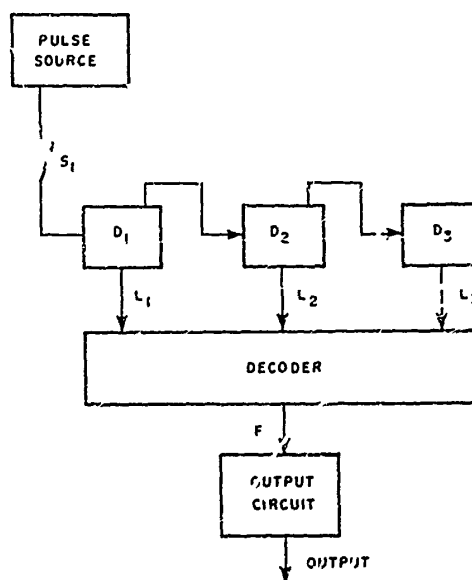 PULSE
SOURCE
S1
D1
D2
D3
L1
L2
DECODER
F
OUTPUT
CIRCUIT
OUTPUT